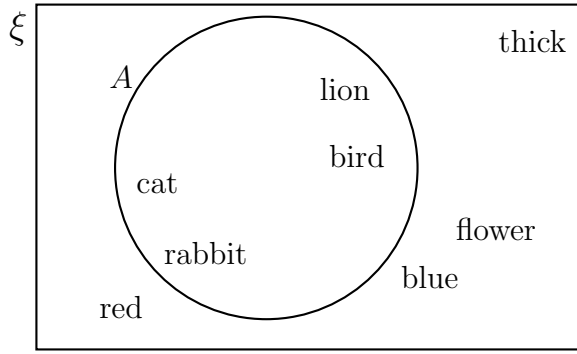 ξ
thick
A
lion
bird
cat
flower
rabbit
blue
red